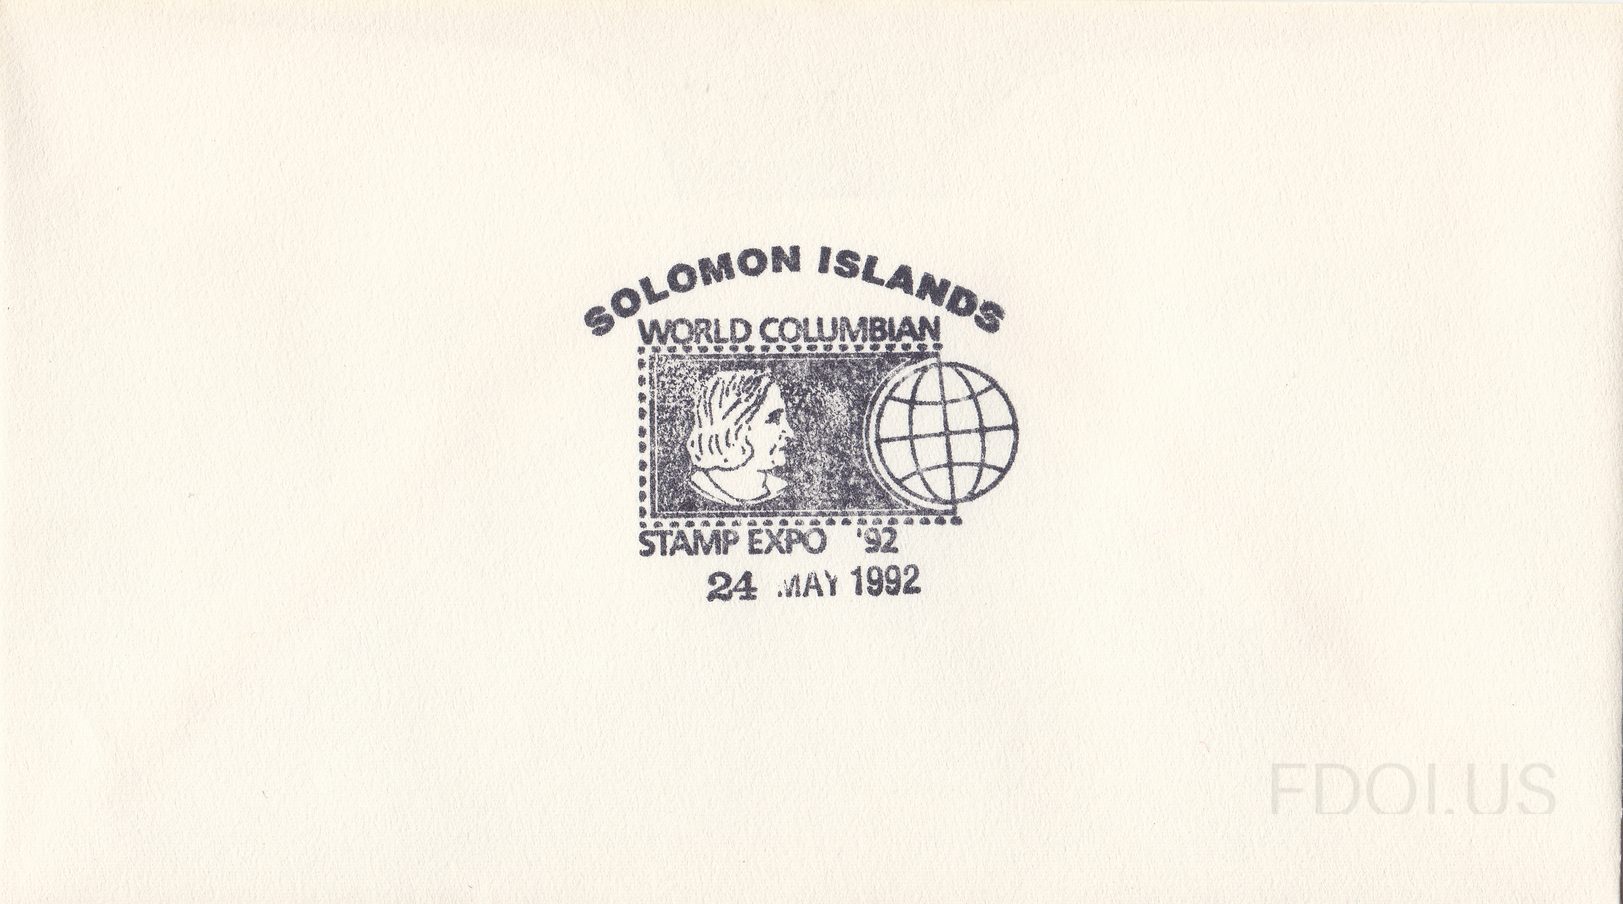 SOLOMON ISLANDS
WORLD COLUMBIAN
STAMP EXPO '92
24 MAY 1992
FDOI.US